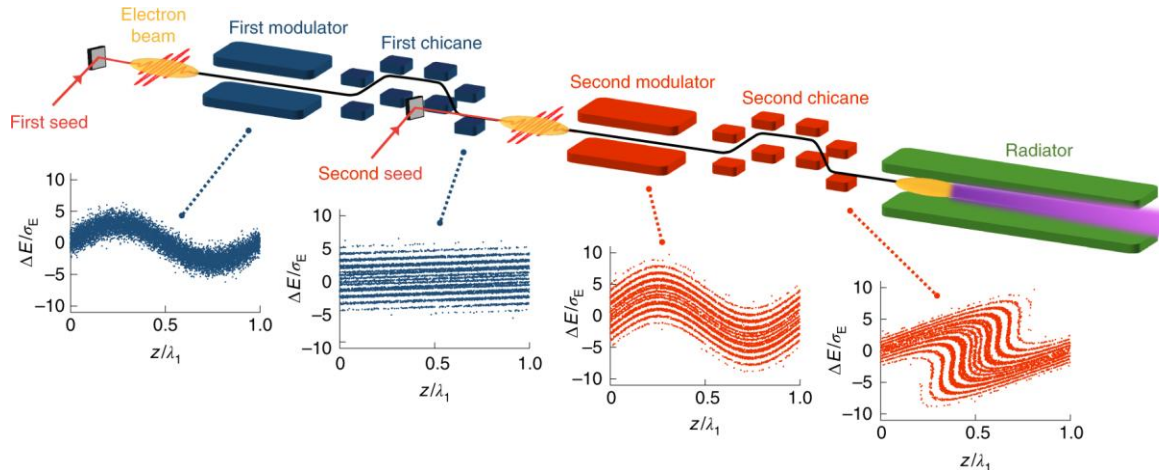 Electron
beam
First modulator
First chicane
Second modulator
Second chicane
Radiator
First seed
Second seed
ΔE/σE
10
5
0
−5
−10
0
0.5
1.0
z/λ1
ΔE/σE
10
5
0
−5
−10
0
0.5
1.0
z/λ1
ΔE/σE
10
5
0
−5
−10
0
0.5
1.0
z/λ1
ΔE/σE
10
5
0
−5
−10
0
0.5
1.0
z/λ1